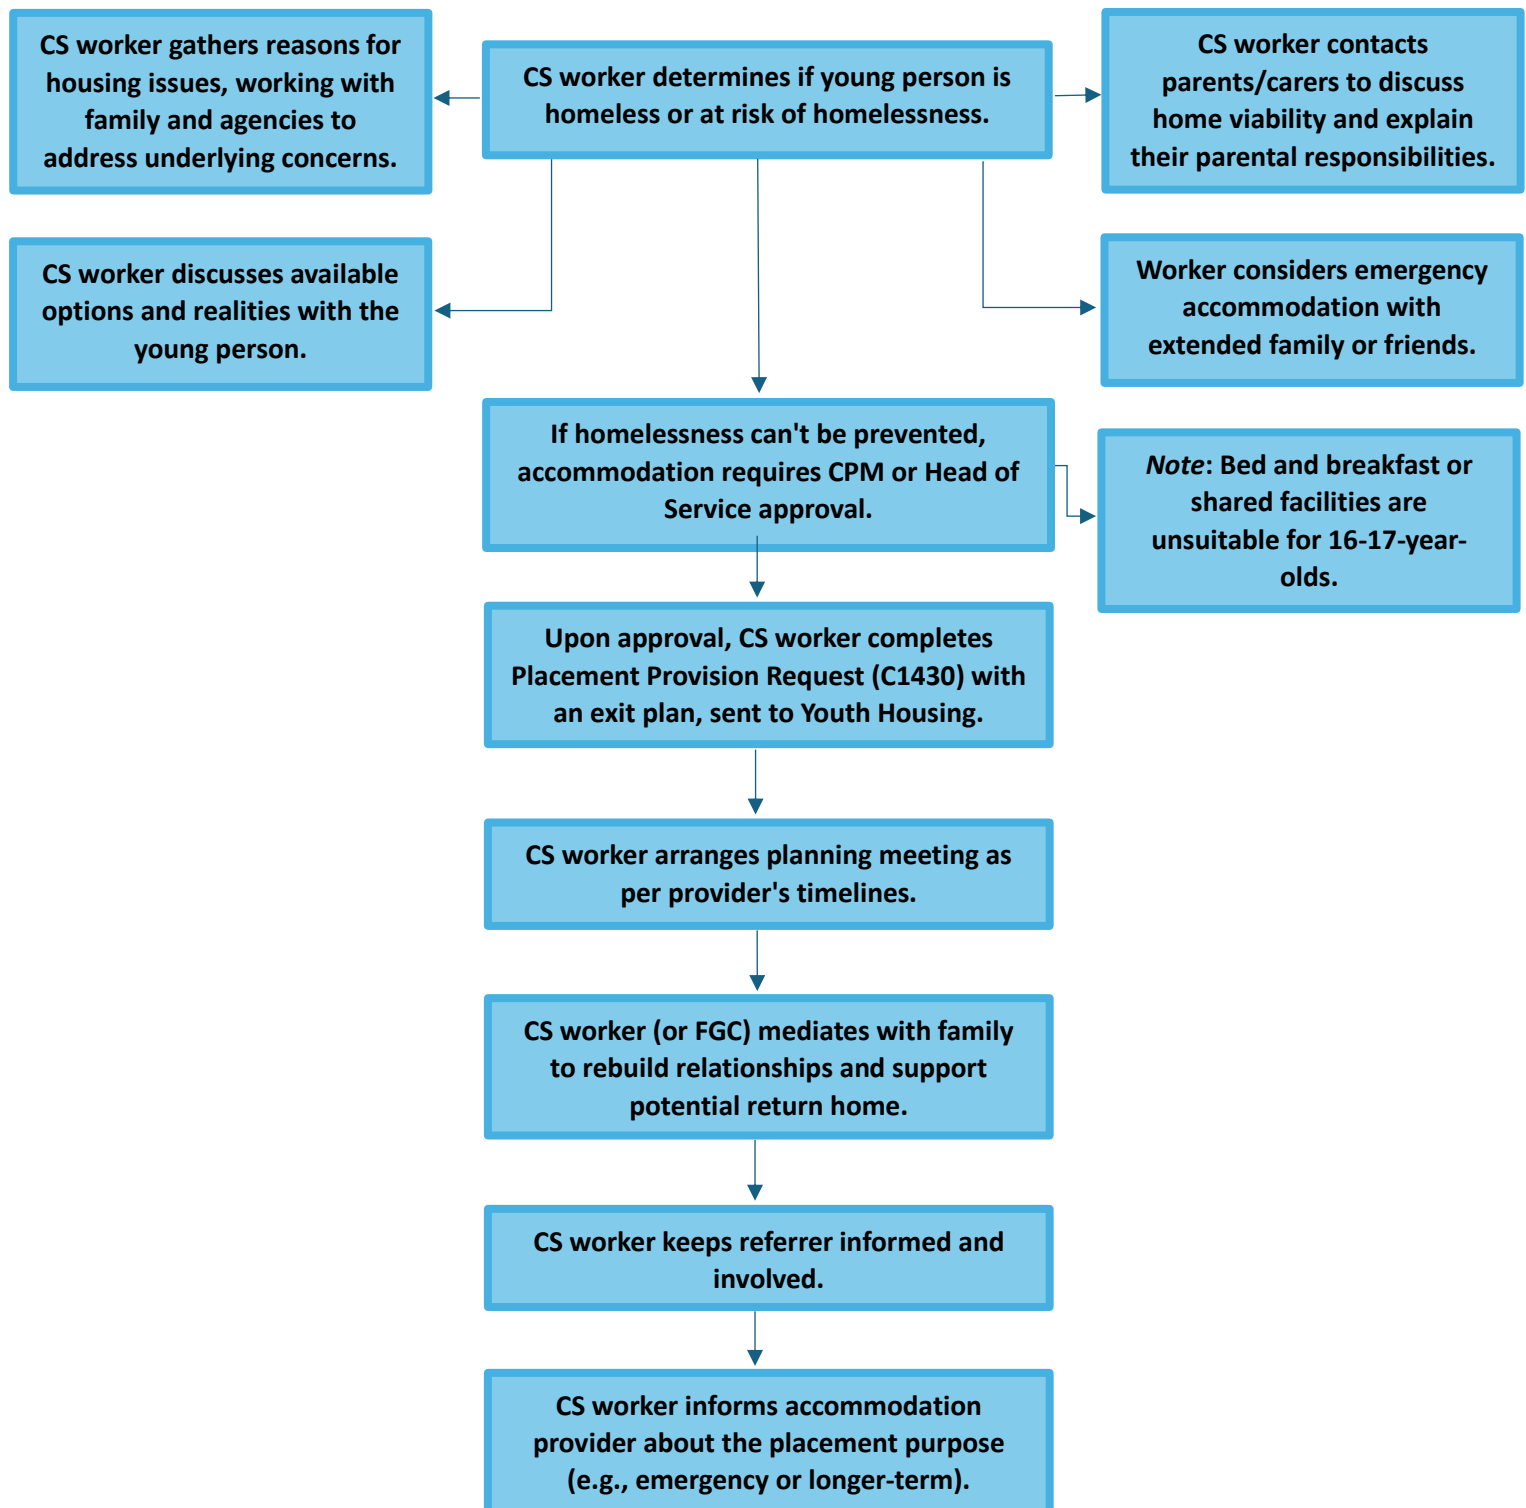 CS worker gathers reasons for
housing issues, working with
family and agencies to
address underlying concerns.
CS worker determines if young person is
homeless or at risk of homelessness.
CS worker contacts
parents/carers to discuss
home viability and explain
their parental responsibilities.
CS worker discusses available
options and realities with the
young person.
Worker considers emergency
accommodation with
extended family or friends.
If homelessness can't be prevented,
accommodation requires CPM or Head of
Service approval.
Note: Bed and breakfast or
shared facilities are
unsuitable for 16-17-year-
olds.
Upon approval, CS worker completes
Placement Provision Request (C1430) with
an exit plan, sent to Youth Housing.
CS worker arranges planning meeting as
per provider's timelines.
CS worker (or FGC) mediates with family
to rebuild relationships and support
potential return home.
CS worker keeps referrer informed and
involved.
CS worker informs accommodation
provider about the placement purpose
(e.g., emergency or longer-term).